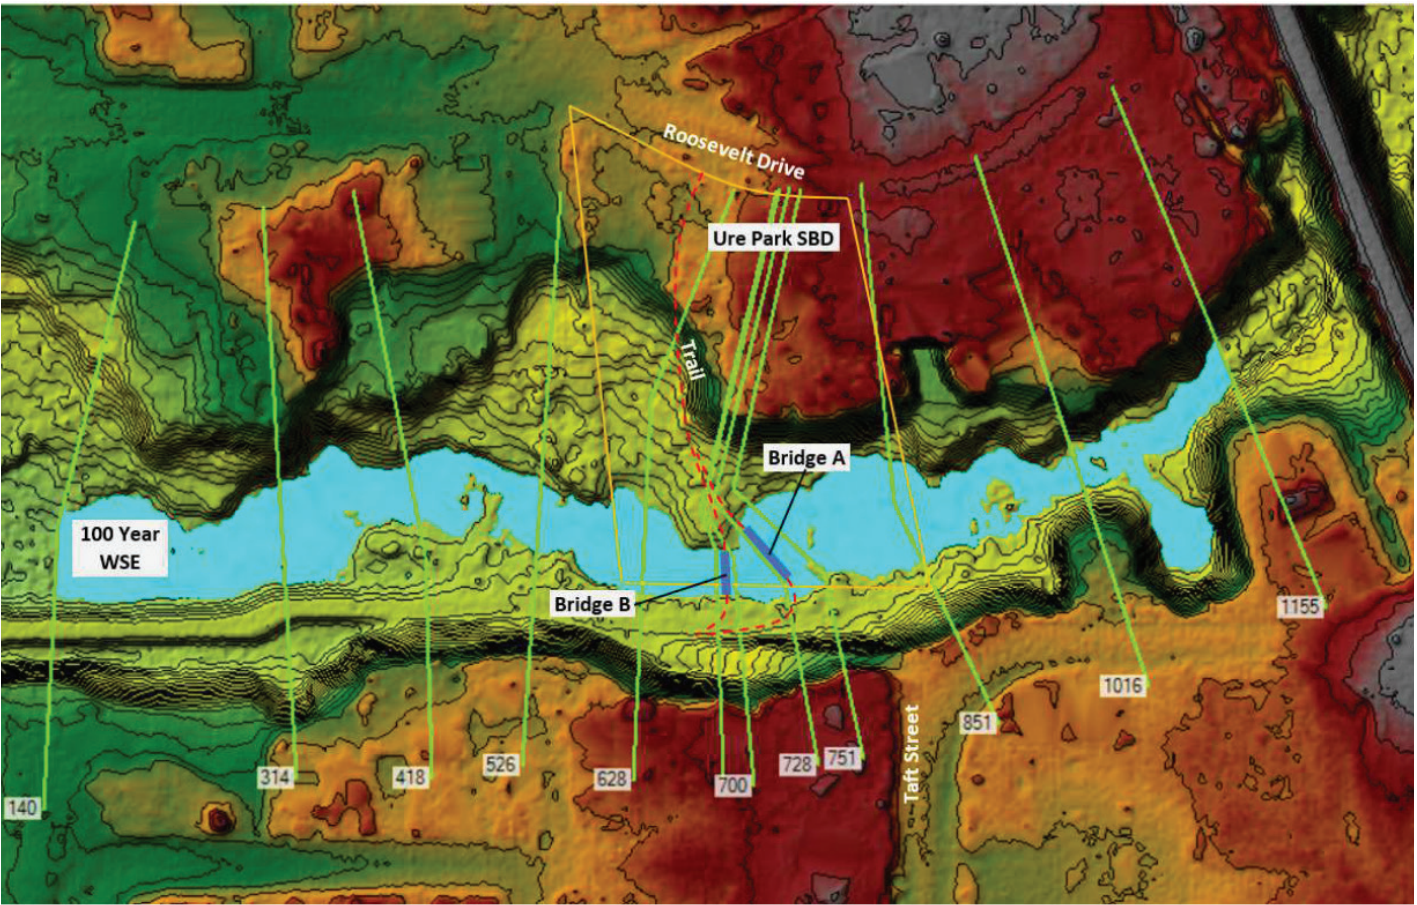 Roosevelt Drive
Ure Park SBD
Trail
Bridge A
100 Year
WSE
Bridge B
1155
1016
851
Taft Street
751
728
700
628
526
418
314
140